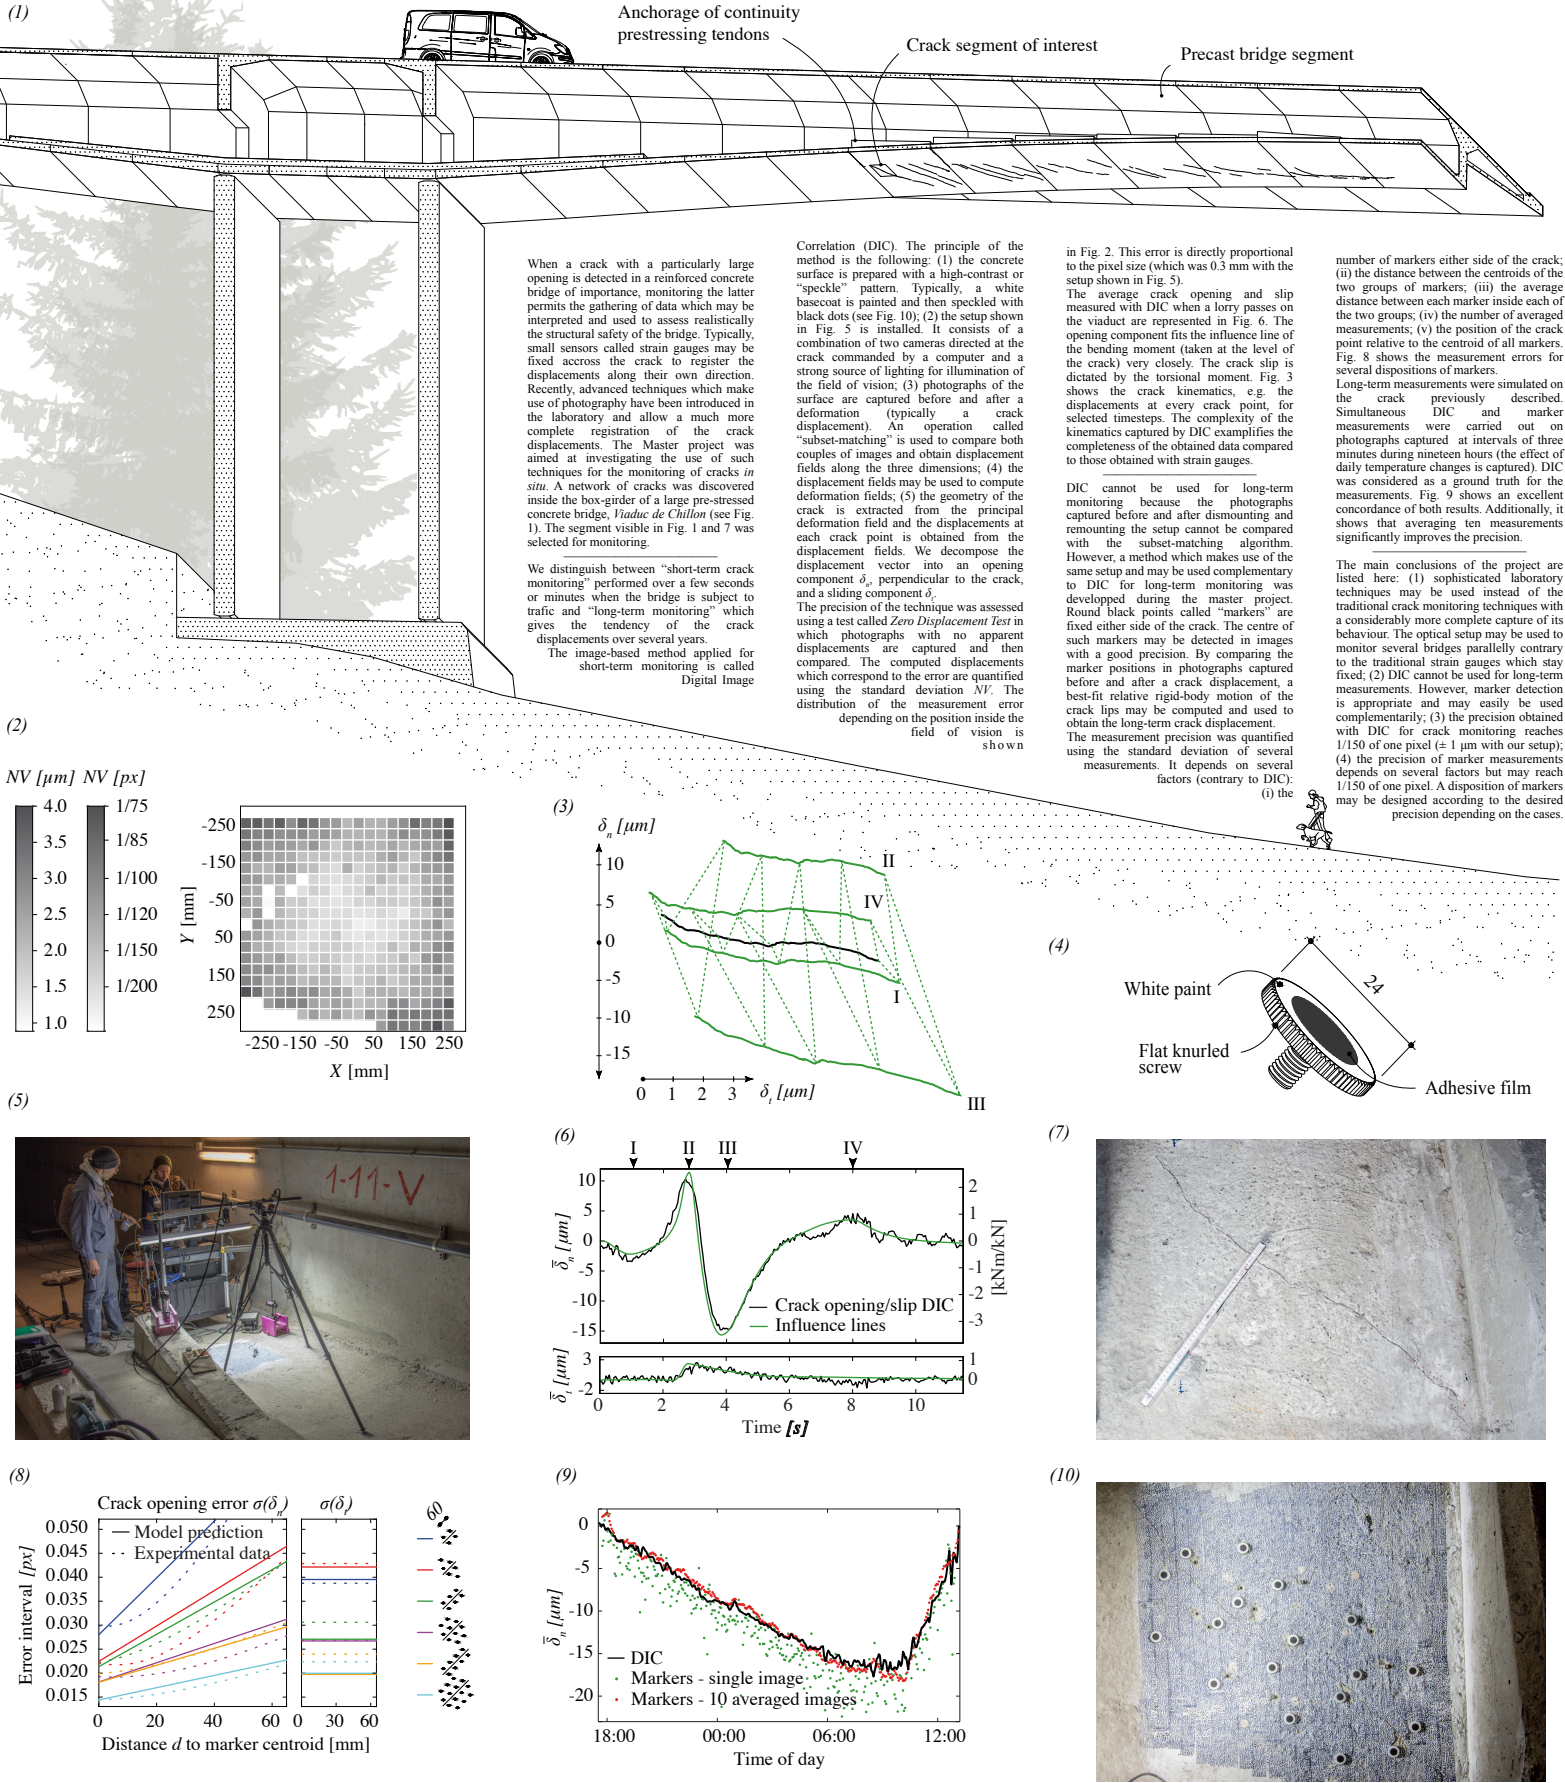 (1)
Anchorage of continuity
prestressing tendons
Crack segment of interest
Precast bridge segment
When a crack with a particularly large
opening is detected in a reinforced concrete
bridge of importance, monitoring the latter
permits the gathering of data which may be
interpreted and used to assess realistically
the structural safety of the bridge. Typically,
small sensors called strain gauges may be
fixed accross the crack to register the
displacements along their own direction.
Recently, advanced techniques which make
use of photography have been introduced in
the laboratory and allow a much more
complete registration of the crack
displacements. The Master project was
aimed at investigating the use of such
techniques for the monitoring of cracks in
situ. A network of cracks was discovered
inside the box-girder of a large pre-stressed
concrete bridge, Viaduc de Chillon (see Fig.
1). The segment visible in Fig. 1 and 7 was
selected for monitoring.
We distinguish between “short-term crack
monitoring” performed over a few seconds
or minutes when the bridge is subject to
trafic and “long-term monitoring” which
gives the tendency of the crack
displacements over several years.
The image-based method applied for
short-term monitoring is called
Digital Image
Correlation (DIC). The principle of the
method is the following: (1) the concrete
surface is prepared with a high-contrast or
“speckle” pattern. Typically, a white
basecoat is painted and then speckled with
black dots (see Fig. 10); (2) the setup shown
in Fig. 5 is installed. It consists of a
combination of two cameras directed at the
crack commanded by a computer and a
strong source of lighting for illumination of
the field of vision; (3) photographs of the
surface are captured before and after a
deformation (typically a crack
displacement). An operation called
“subset-matching” is used to compare both
couples of images and obtain displacement
fields along the three dimensions; (4) the
displacement fields may be used to compute
deformation fields; (5) the geometry of the
crack is extracted from the principal
deformation field and the displacements at
each crack point is obtained from the
displacement fields. We decompose the
displacement vector into an opening
component δn, perpendicular to the crack,
and a sliding component δt.
The precision of the technique was assessed
using a test called Zero Displacement Test in
which photographs with no apparent
displacements are captured and then
compared. The computed displacements
which correspond to the error are quantified
using the standard deviation NV. The
distribution of the measurement error
depending on the position inside the
field of vision is
shown
in Fig. 2. This error is directly proportional
to the pixel size (which was 0.3 mm with the
setup shown in Fig. 5).
The average crack opening and slip
measured with DIC when a lorry passes on
the viaduct are represented in Fig. 6. The
opening component fits the influence line of
the bending moment (taken at the level of
the crack) very closely. The crack slip is
dictated by the torsional moment. Fig. 3
shows the crack kinematics, e.g. the
displacements at every crack point, for
selected timesteps. The complexity of the
kinematics captured by DIC examplifies the
completeness of the obtained data compared
to those obtained with strain gauges.
DIC cannot be used for long-term
monitoring because the photographs
captured before and after dismounting and
remounting the setup cannot be compared
with the subset-matching algorithm.
However, a method which makes use of the
same setup and may be used complementary
to DIC for long-term monitoring was
developped during the master project.
Round black points called “markers” are
fixed either side of the crack. The centre of
such markers may be detected in images
with a good precision. By comparing the
marker positions in photographs captured
before and after a crack displacement, a
best-fit relative rigid-body motion of the
crack lips may be computed and used to
obtain the long-term crack displacement.
The measurement precision was quantified
using the standard deviation of several
measurements. It depends on several
factors (contrary to DIC):
(i) the
number of markers either side of the crack;
(ii) the distance between the centroids of the
two groups of markers; (iii) the average
distance between each marker inside each of
the two groups; (iv) the number of averaged
measurements; (v) the position of the crack
point relative to the centroid of all markers.
Fig. 8 shows the measurement errors for
several dispositions of markers.
Long-term measurements were simulated on
the crack previously described.
Simultaneous DIC and marker
measurements were carried out on
photographs captured at intervals of three
minutes during nineteen hours (the effect of
daily temperature changes is captured). DIC
was considered as a ground truth for the
measurements. Fig. 9 shows an excellent
concordance of both results. Additionally, it
shows that averaging ten measurements
significantly improves the precision.
The main conclusions of the project are
listed here: (1) sophisticated laboratory
techniques may be used instead of the
traditional crack monitoring techniques with
a considerably more complete capture of its
behaviour. The optical setup may be used to
monitor several bridges parallelly contrary
to the traditional strain gauges which stay
fixed; (2) DIC cannot be used for long-term
measurements. However, marker detection
is appropriate and may easily be used
complementarily; (3) the precision obtained
with DIC for crack monitoring reaches
1/150 of one pixel (± 1 μm with our setup);
(4) the precision of marker measurements
depends on several factors but may reach
1/150 of one pixel. A disposition of markers
may be designed according to the desired
precision depending on the cases.
(2)
NV [μm] NV [px]
4.0 1/75
3.5 1/85
3.0 1/100
2.5 1/120
2.0 1/150
1.5 1/200
1.0
Y [mm]
-250
-150
-50
50
150
250
-250 -150 -50 50 150 250
X [mm]
(3)
δn [μm]
10
5
0
-5
-10
-15
0 1 2 3 δt [μm]
II
IV
I
III
(4)
24
White paint
Flat knurled
screw
Adhesive film
(5)
1-11-V
(6)
I II III IV
δn [μm]
10
5
0
-5
-10
-15
2
1
0
-1
-2
-3
[kNm/kN]
Crack opening/slip DIC
Influence lines
δt [μm]
3
-2
1
0
0 2 4 6 8 10
Time [s]
(7)
(8)
Crack opening error σ(δn) σ(δt)
Model prediction
Experimental data
Error interval [px]
0.050
0.045
0.040
0.035
0.030
0.025
0.020
0.015
0 20 40 60 0 30 60
Distance d to marker centroid [mm]
60
(9)
δn [μm]
0
-5
-10
-15
-20
DIC
Markers - single image
Markers - 10 averaged images
18:00 00:00 06:00 12:00
Time of day
(10)